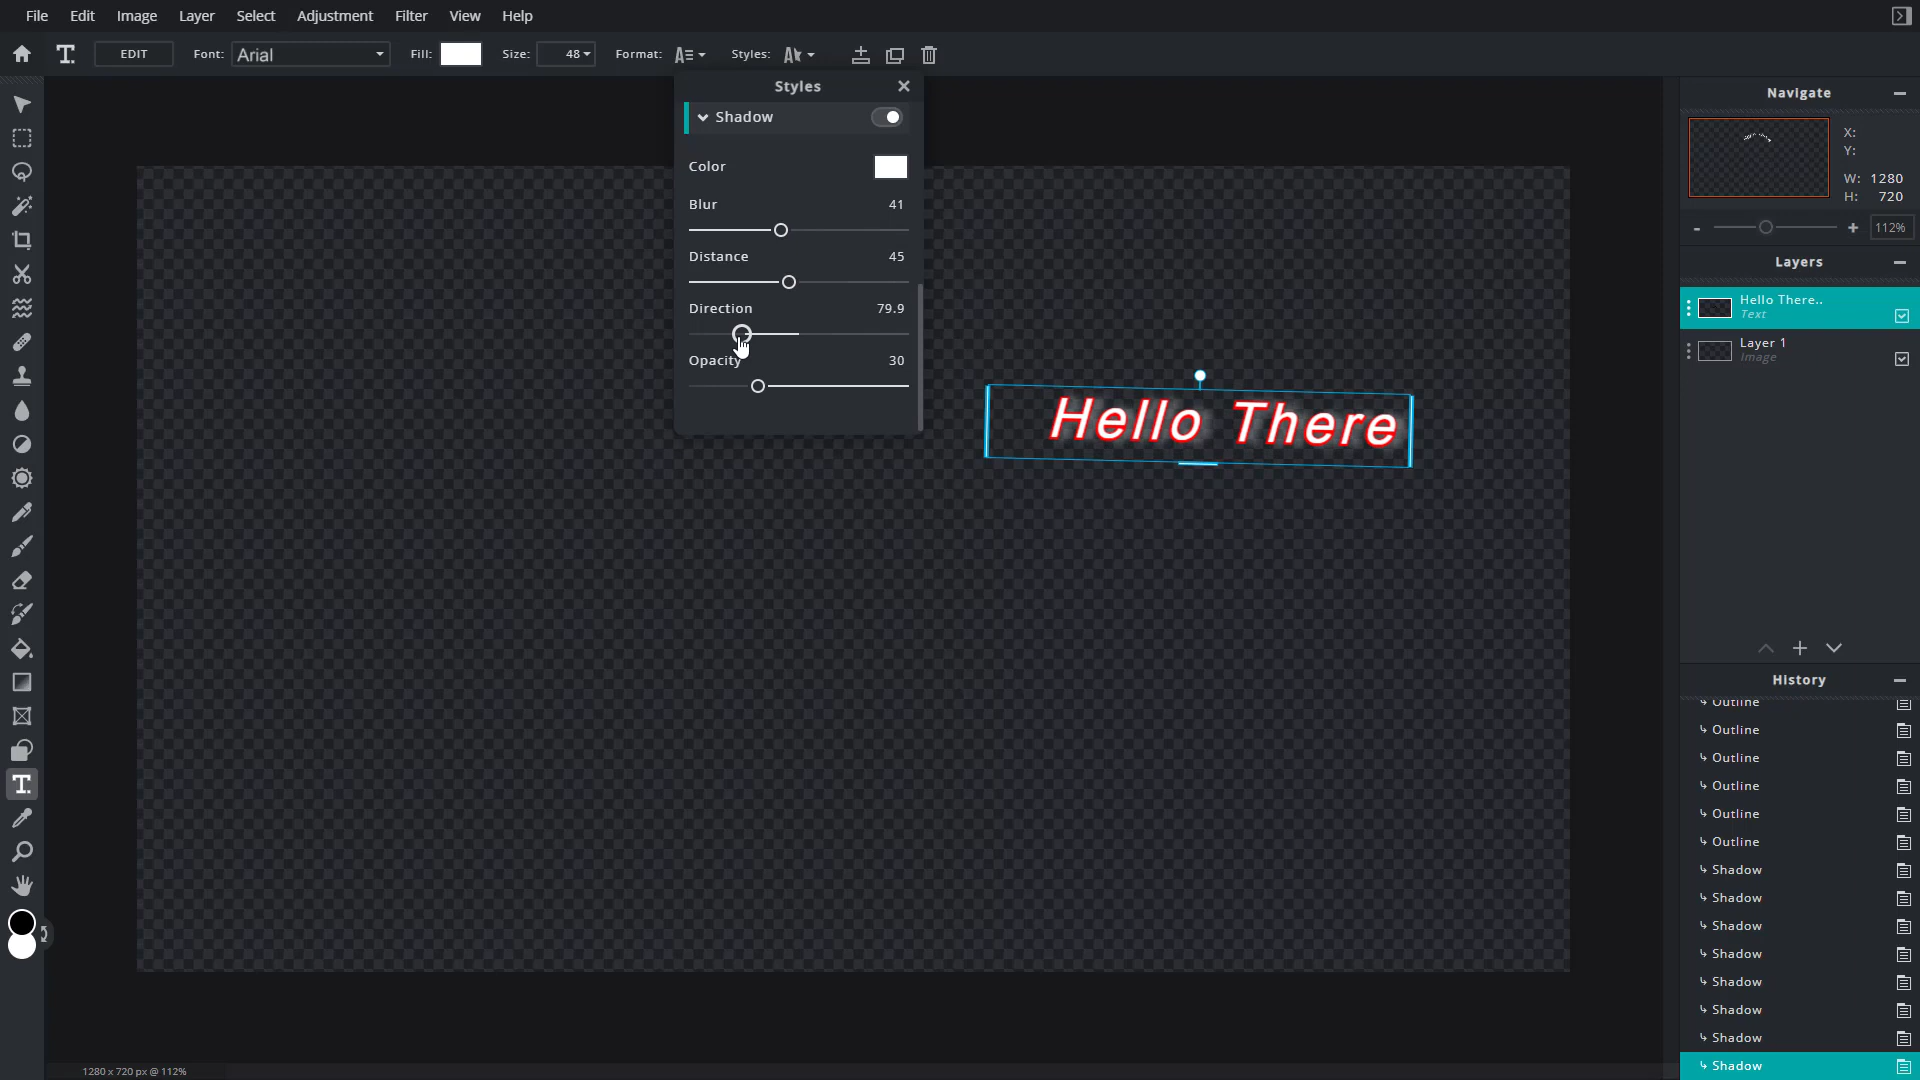 File Edit Image Layer Select Adjustment Filter View Help
EDIT Font: Arial Fill: Size: 48 Format: Styles:
Styles
Shadow
Color
Blur 41
Distance 45
Direction 79.9
Opacity 30
Hello There
Navigate
X:
Y:
W: 1280
H: 720
- + 112%
Layers
Hello There..
Text
Layer 1
Image
History
Outline
Outline
Outline
Outline
Outline
Outline
Shadow
Shadow
Shadow
Shadow
Shadow
Shadow
Shadow
Shadow
1280 x 720 px @ 112%